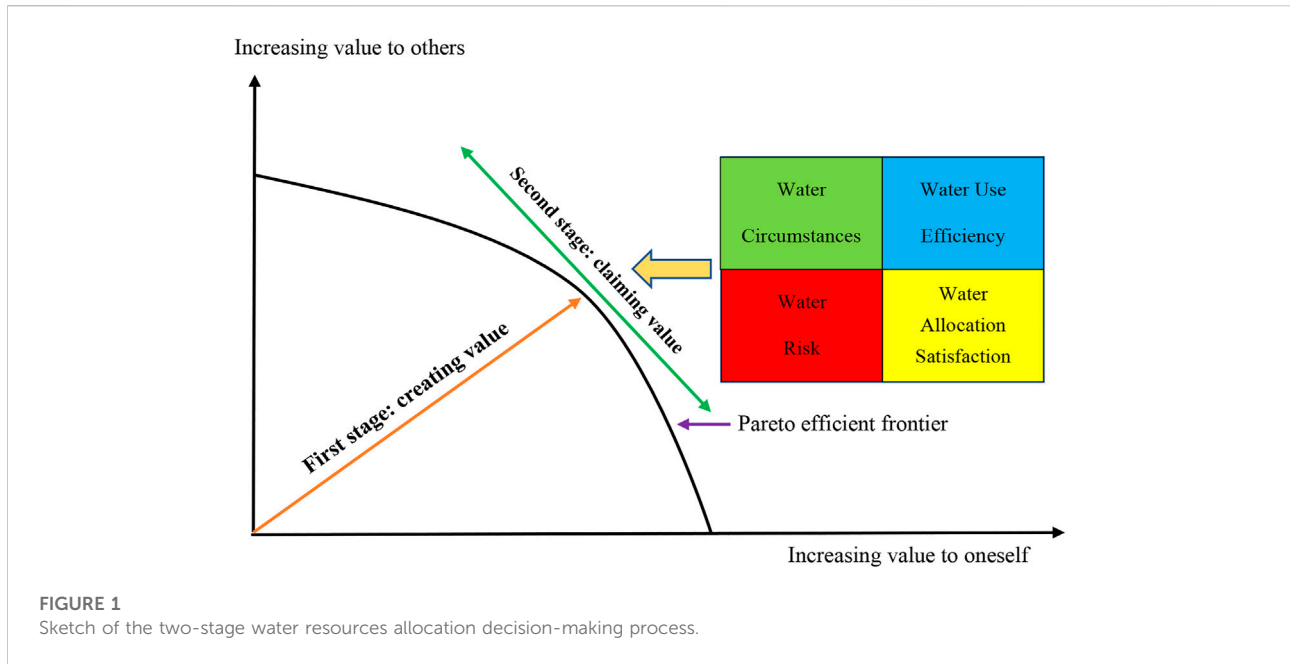 Increasing value to others
Second stage: claiming value
Water
Circumstances
Water Use
Efficiency
Water
Risk
Water
Allocation
Satisfaction
First stage: creating value
Pareto efficient frontier
Increasing value to oneself
FIGURE 1
Sketch of the two-stage water resources allocation decision-making process.